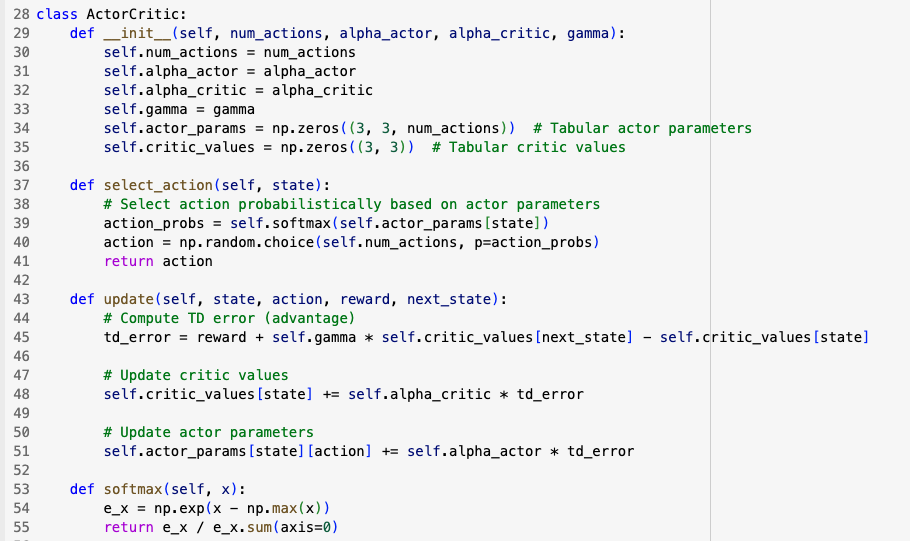 28 class ActorCritic:
29     def __init__(self, num_actions, alpha_actor, alpha_critic, gamma):
30         self.num_actions = num_actions
31         self.alpha_actor = alpha_actor
32         self.alpha_critic = alpha_critic
33         self.gamma = gamma
34         self.actor_params = np.zeros((3, 3, num_actions))  # Tabular actor parameters
35         self.critic_values = np.zeros((3, 3))  # Tabular critic values
36
37     def select_action(self, state):
38         # Select action probabilistically based on actor parameters
39         action_probs = self.softmax(self.actor_params[state])
40         action = np.random.choice(self.num_actions, p=action_probs)
41         return action
42
43     def update(self, state, action, reward, next_state):
44         # Compute TD error (advantage)
45         td_error = reward + self.gamma * self.critic_values[next_state] - self.critic_values[state]
46
47         # Update critic values
48         self.critic_values[state] += self.alpha_critic * td_error
49
50         # Update actor parameters
51         self.actor_params[state][action] += self.alpha_actor * td_error
52
53     def softmax(self, x):
54         e_x = np.exp(x - np.max(x))
55         return e_x / e_x.sum(axis=0)